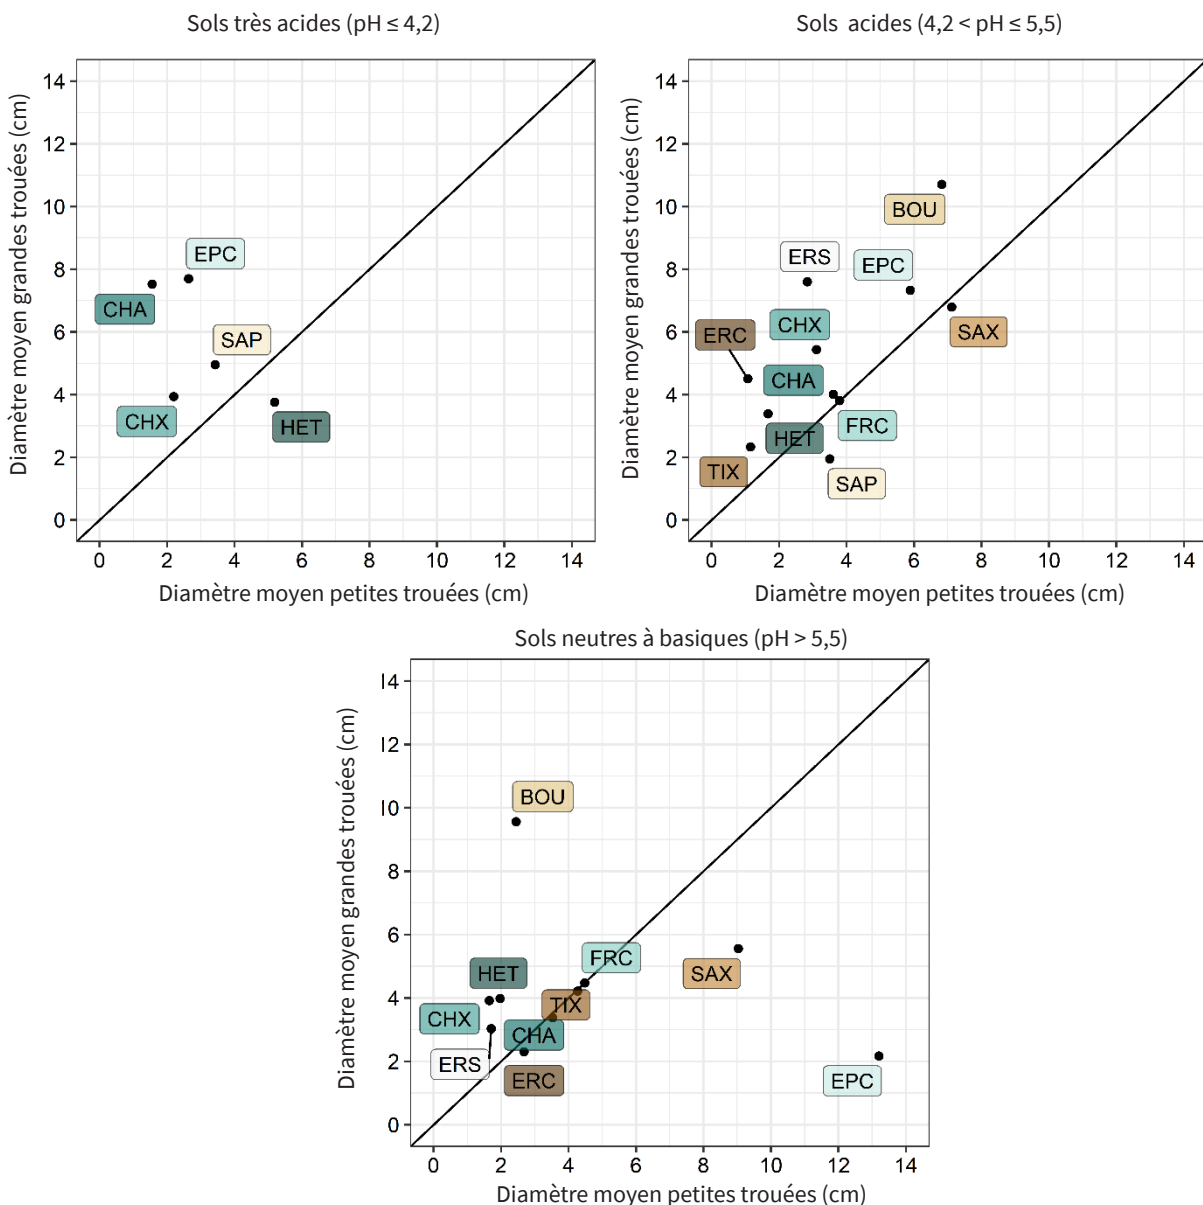 Sols très acides (pH ≤ 4,2)
Diamètre moyen grandes trouées (cm)
14
12
10
8
6
4
2
0
EPC
CHA
SAP
CHX
HET
0 2 4 6 8 10 12 14
Diamètre moyen petites trouées (cm)
Sols acides (4,2 < pH ≤ 5,5)
Diamètre moyen grandes trouées (cm)
14
12
10
8
6
4
2
0
BOU
ERS
EPC
ERC
CHX
SAX
CHA
FRC
HET
TIX
SAP
0 2 4 6 8 10 12 14
Diamètre moyen petites trouées (cm)
Sols neutres à basiques (pH > 5,5)
Diamètre moyen grandes trouées (cm)
14
12
10
8
6
4
2
0
BOU
FRC
HET
SAX
TIX
CHX
CHA
ERS
ERC
EPC
0 2 4 6 8 10 12 14
Diamètre moyen petites trouées (cm)